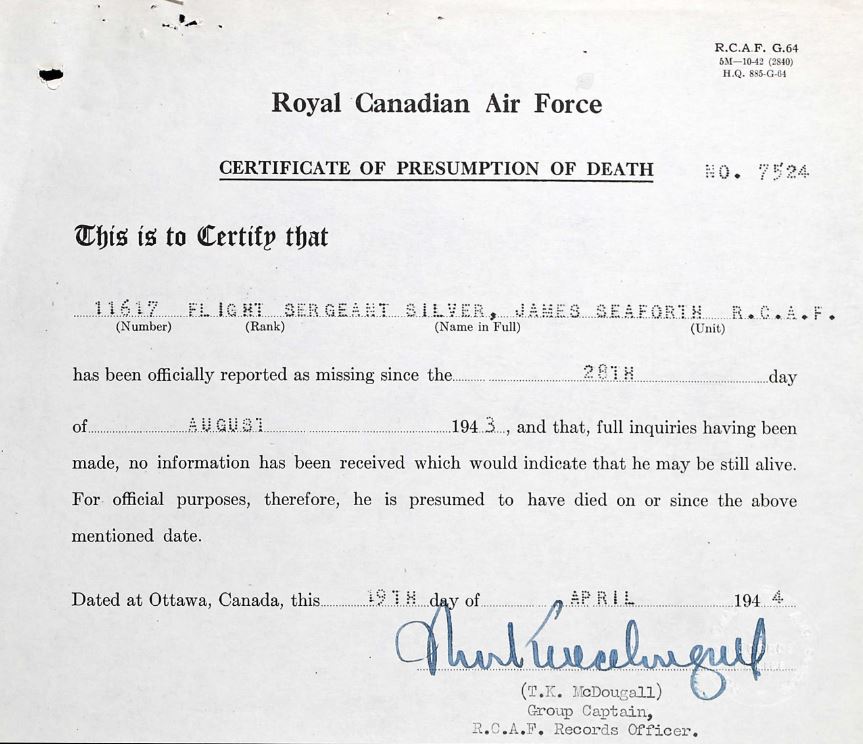 R.C.A.F. G.64
5M—10-42 (2840)
H.Q. 885-G-64
Royal Canadian Air Force
CERTIFICATE OF PRESUMPTION OF DEATH NO. 7524
This is to Certify that
11617 FLIGHT SERGEANT SILVER, JAMES SEAFORTH R.C.A.F.
(Number) (Rank) (Name in Full) (Unit)
has been officially reported as missing since the 28TH day
of AUGUST 1943, and that, full inquiries having been
made, no information has been received which would indicate that he may be still alive.
For official purposes, therefore, he is presumed to have died on or since the above
mentioned date.
Dated at Ottawa, Canada, this 19TH day of APRIL 1944
(T.K. McDougall)
Group Captain,
R.C.A.F. Records Officer.